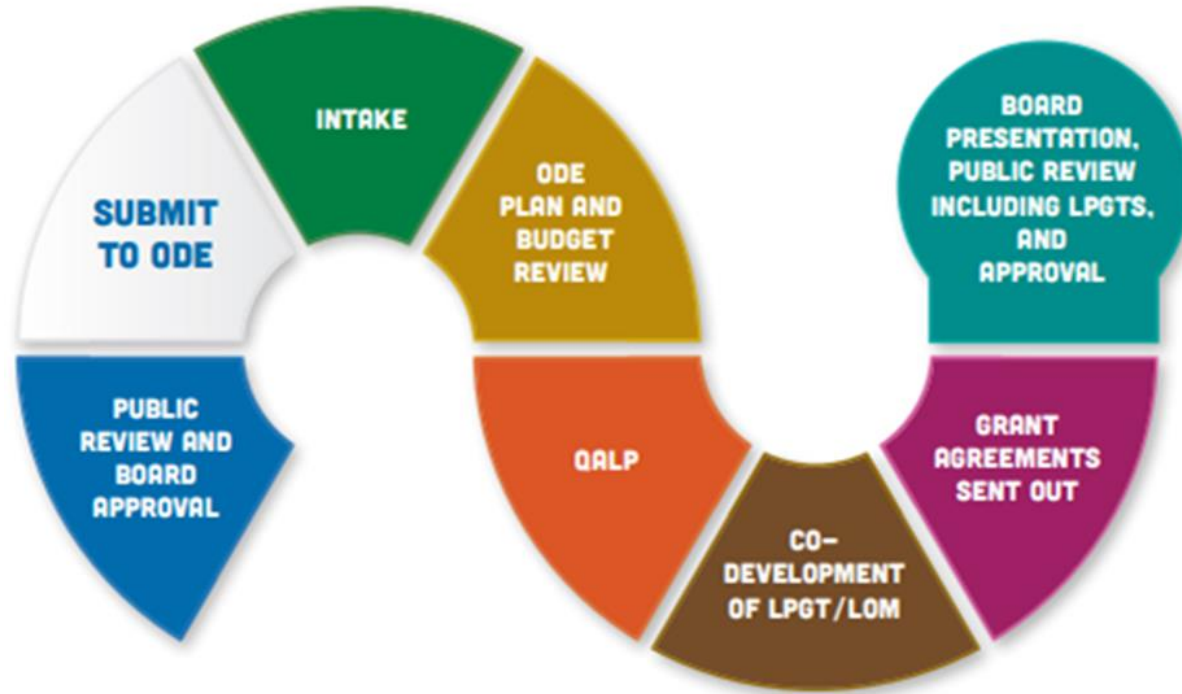 PUBLIC
REVIEW AND
BOARD
APPROVAL
SUBMIT
TO ODE
INTAKE
ODE
PLAN AND
BUDGET
REVIEW
QALP
CO-
DEVELOPMENT
OF LPGT/LOM
GRANT
AGREEMENTS
SENT OUT
BOARD
PRESENTATION,
PUBLIC REVIEW
INCLUDING LPGTS,
AND
APPROVAL